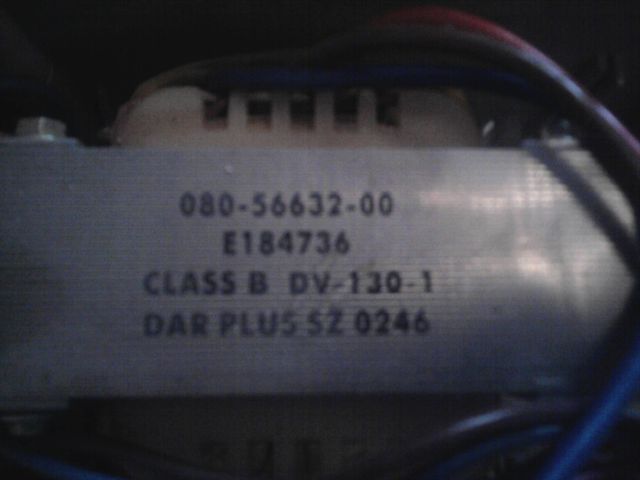 080-56632-00
E184736
CLASS B DV-130-1
DAR PLUS SZ 0246